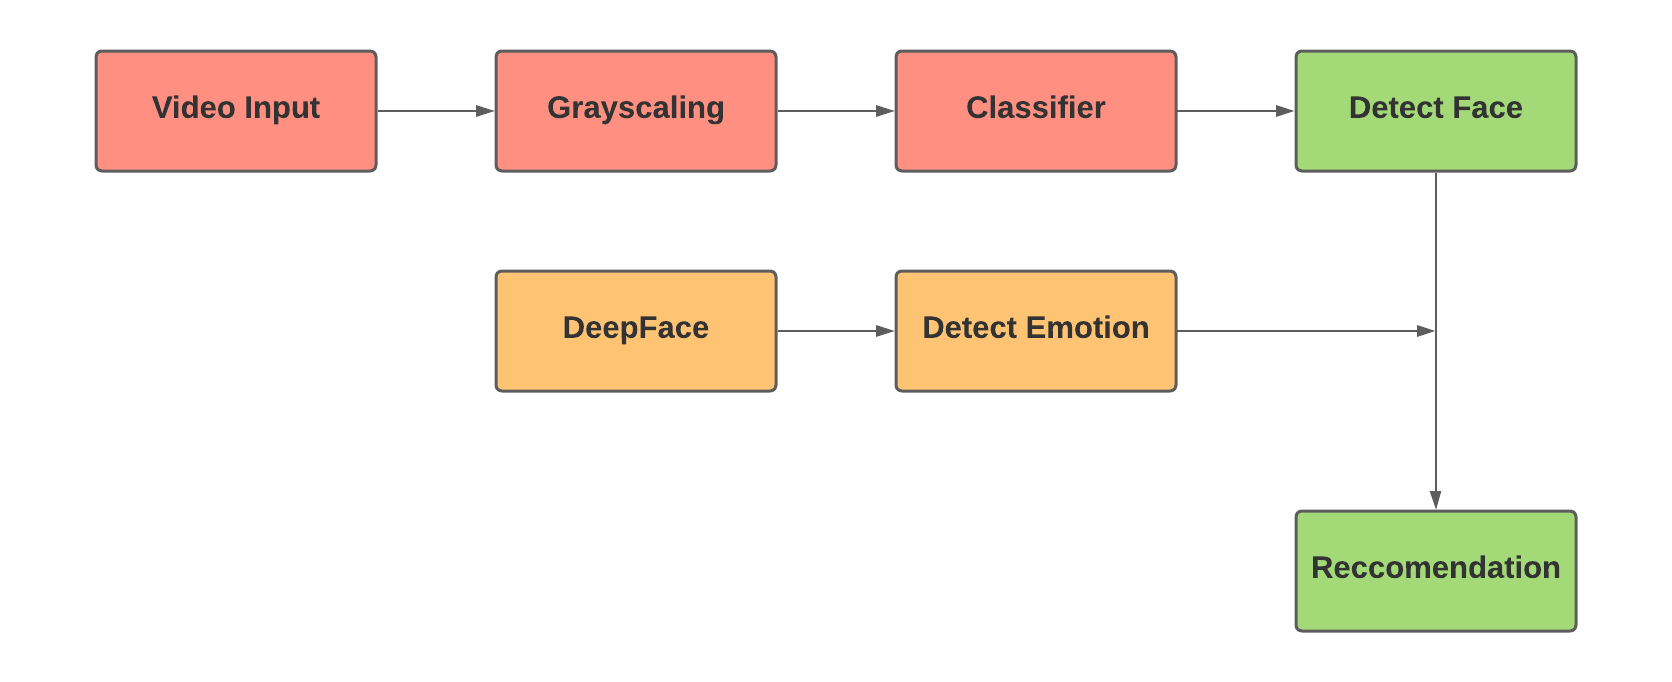 Video Input
Grayscaling
Classifier
Detect Face
DeepFace
Detect Emotion
Reccomendation